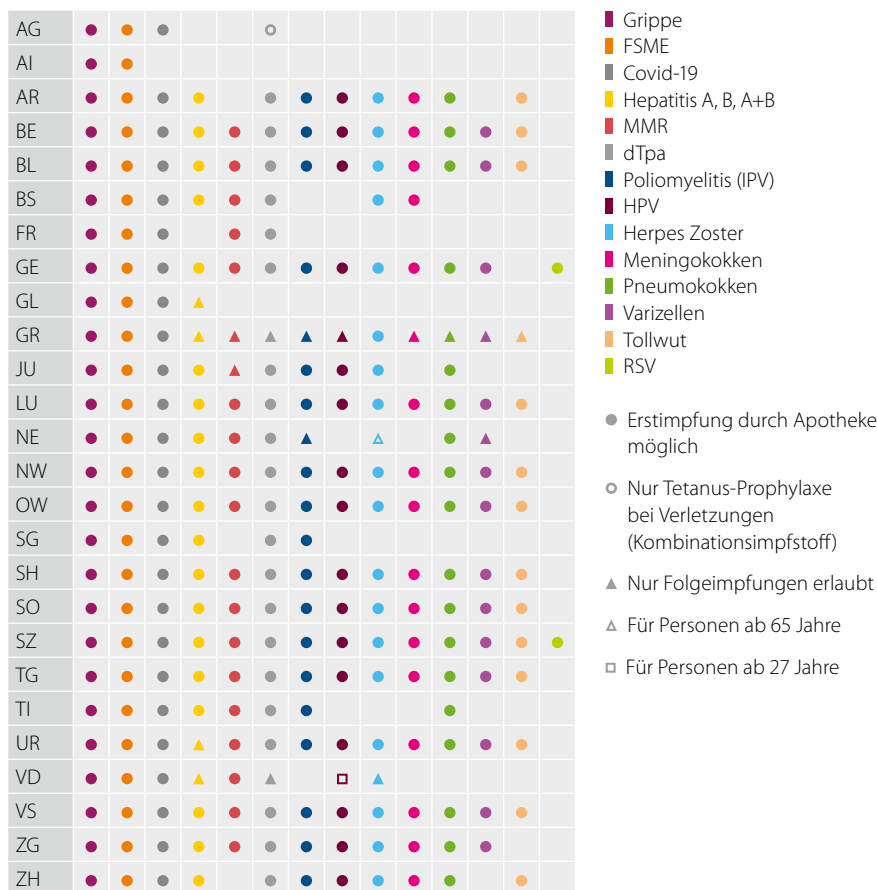 AG
AI
AR
BE
BL
BS
FR
GE
GL
GR
JU
LU
NE
NW
OW
SG
SH
SO
SZ
TG
TI
UR
VD
VS
ZG
ZH
Grippe
FSME
Covid-19
Hepatitis A, B, A+B
MMR
dTpa
Poliomyelitis (IPV)
HPV
Herpes Zoster
Meningokokken
Pneumokokken
Varizellen
Tollwut
RSV
Erstimpfung durch Apotheke
möglich
Nur Tetanus-Prophylaxe
bei Verletzungen
(Kombinationsimpfstoff)
Nur Folgeimpfungen erlaubt
Für Personen ab 65 Jahre
Für Personen ab 27 Jahre